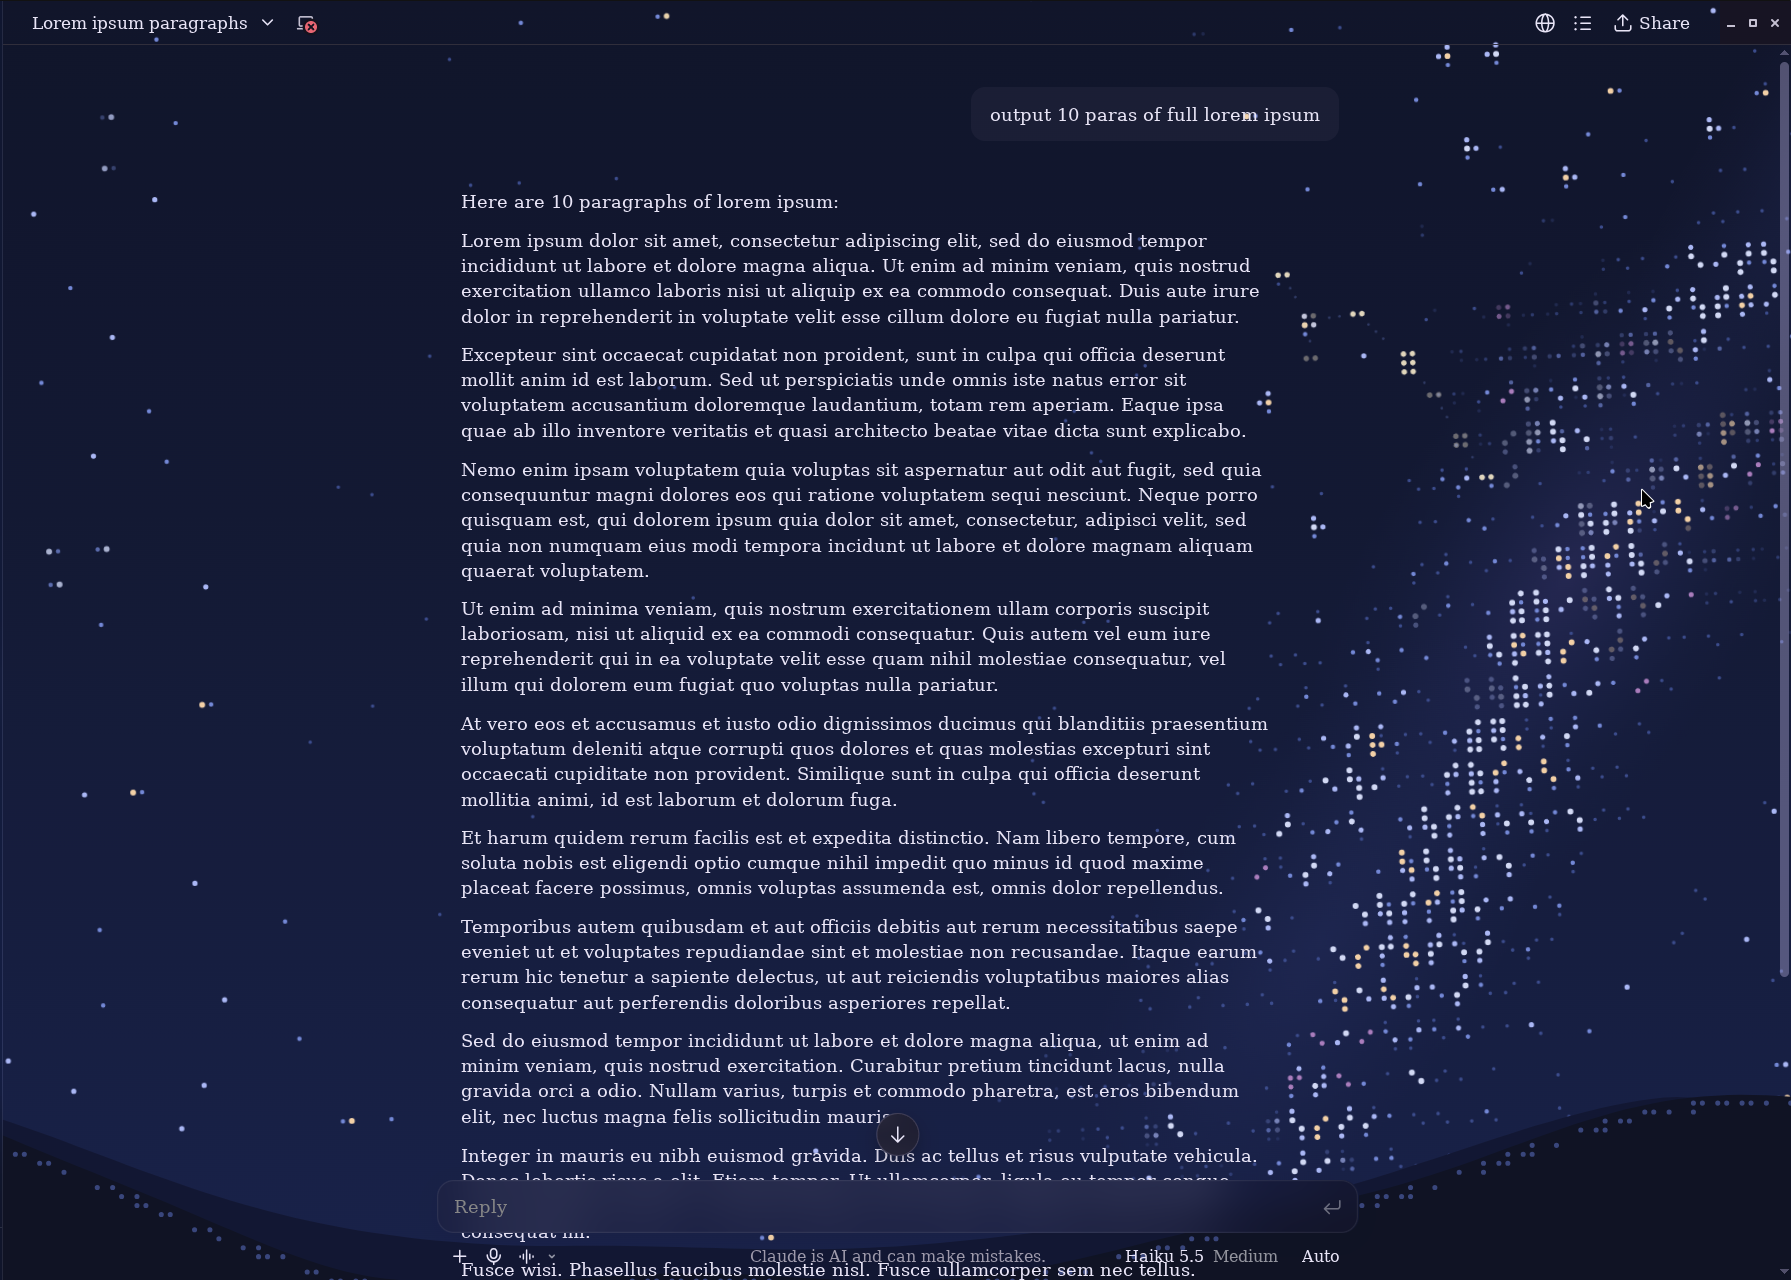 Lorem ipsum paragraphs
Share
output 10 paras of full lorem ipsum
Here are 10 paragraphs of lorem ipsum:
Lorem ipsum dolor sit amet, consectetur adipiscing elit, sed do eiusmod tempor
incididunt ut labore et dolore magna aliqua. Ut enim ad minim veniam, quis nostrud
exercitation ullamco laboris nisi ut aliquip ex ea commodo consequat. Duis aute irure
dolor in reprehenderit in voluptate velit esse cillum dolore eu fugiat nulla pariatur.
Excepteur sint occaecat cupidatat non proident, sunt in culpa qui officia deserunt
mollit anim id est laborum. Sed ut perspiciatis unde omnis iste natus error sit
voluptatem accusantium doloremque laudantium, totam rem aperiam. Eaque ipsa
quae ab illo inventore veritatis et quasi architecto beatae vitae dicta sunt explicabo.
Nemo enim ipsam voluptatem quia voluptas sit aspernatur aut odit aut fugit, sed quia
consequuntur magni dolores eos qui ratione voluptatem sequi nesciunt. Neque porro
quisquam est, qui dolorem ipsum quia dolor sit amet, consectetur, adipisci velit, sed
quia non numquam eius modi tempora incidunt ut labore et dolore magnam aliquam
quaerat voluptatem.
Ut enim ad minima veniam, quis nostrum exercitationem ullam corporis suscipit
laboriosam, nisi ut aliquid ex ea commodi consequatur. Quis autem vel eum iure
reprehenderit qui in ea voluptate velit esse quam nihil molestiae consequatur, vel
illum qui dolorem eum fugiat quo voluptas nulla pariatur.
At vero eos et accusamus et iusto odio dignissimos ducimus qui blanditiis praesentium
voluptatum deleniti atque corrupti quos dolores et quas molestias excepturi sint
occaecati cupiditate non provident. Similique sunt in culpa qui officia deserunt
mollitia animi, id est laborum et dolorum fuga.
Et harum quidem rerum facilis est et expedita distinctio. Nam libero tempore, cum
soluta nobis est eligendi optio cumque nihil impedit quo minus id quod maxime
placeat facere possimus, omnis voluptas assumenda est, omnis dolor repellendus.
Temporibus autem quibusdam et aut officiis debitis aut rerum necessitatibus saepe
eveniet ut et voluptates repudiandae sint et molestiae non recusandae. Itaque earum
rerum hic tenetur a sapiente delectus, ut aut reiciendis voluptatibus maiores alias
consequatur aut perferendis doloribus asperiores repellat.
Sed do eiusmod tempor incididunt ut labore et dolore magna aliqua, ut enim ad
minim veniam, quis nostrud exercitation. Curabitur pretium tincidunt lacus, nulla
gravida orci a odio. Nullam varius, turpis et commodo pharetra, est eros bibendum
elit, nec luctus magna felis sollicitudin mauris
Integer in mauris eu nibh euismod gravida. Duis ac tellus et risus vulputate vehicula.
Donec lobortis risus a elit. Etiam tempor. Ut ullamcorper, ligula eu tempor congue
Reply
consequat mi.
Claude is AI and can make mistakes.
Haiku 5.5 Medium
Auto
Fusce wisi. Phasellus faucibus molestie nisl. Fusce ullamcorper sem nec tellus.